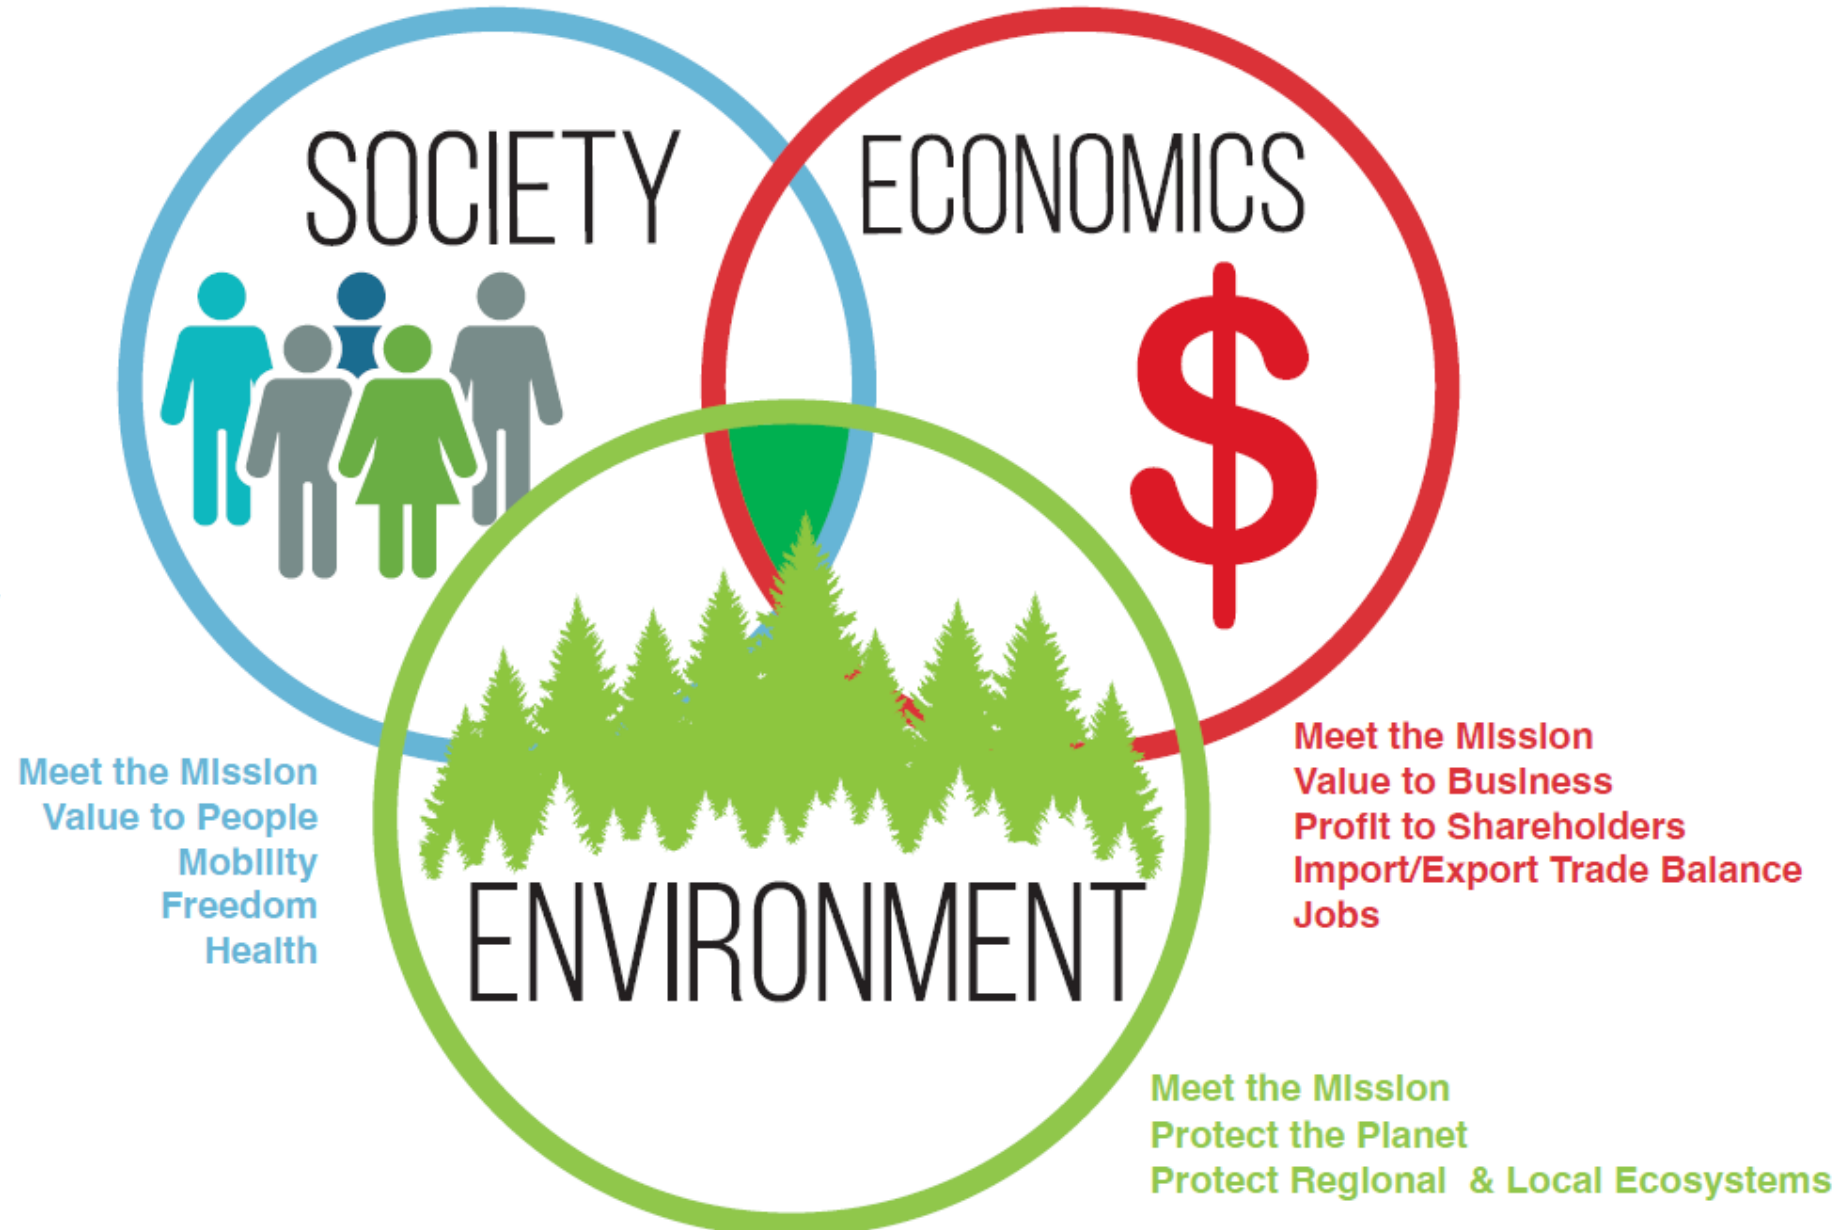 SOCIETY
ECONOMICS
Meet the Mission
Value to People
Mobility
Freedom
Health
Meet the Mission
Value to Business
Profit to Shareholders
Import/Export Trade Balance
Jobs
ENVIRONMENT
Meet the Mission
Protect the Planet
Protect Regional & Local Ecosystems